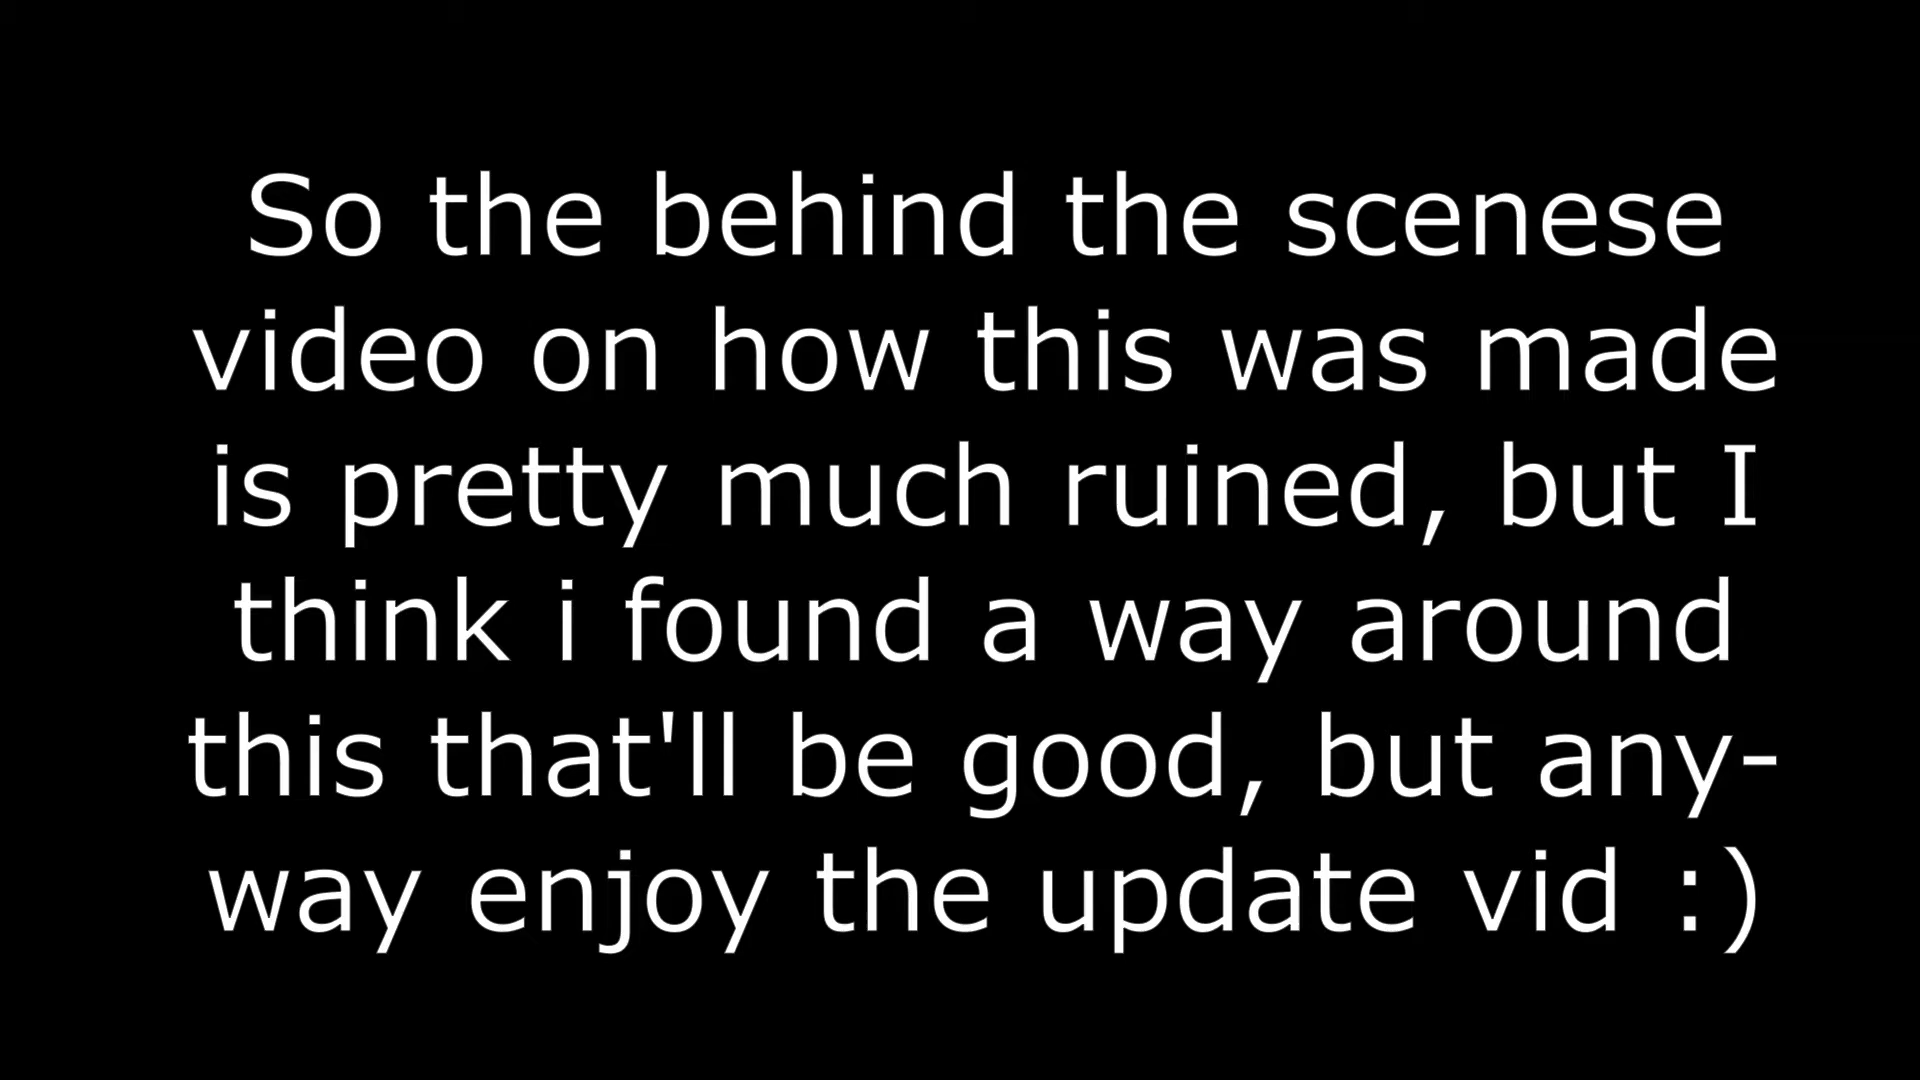 So the behind the scenese
video on how this was made
is pretty much ruined, but I
think i found a way around
this that'll be good, but any-
way enjoy the update vid :)